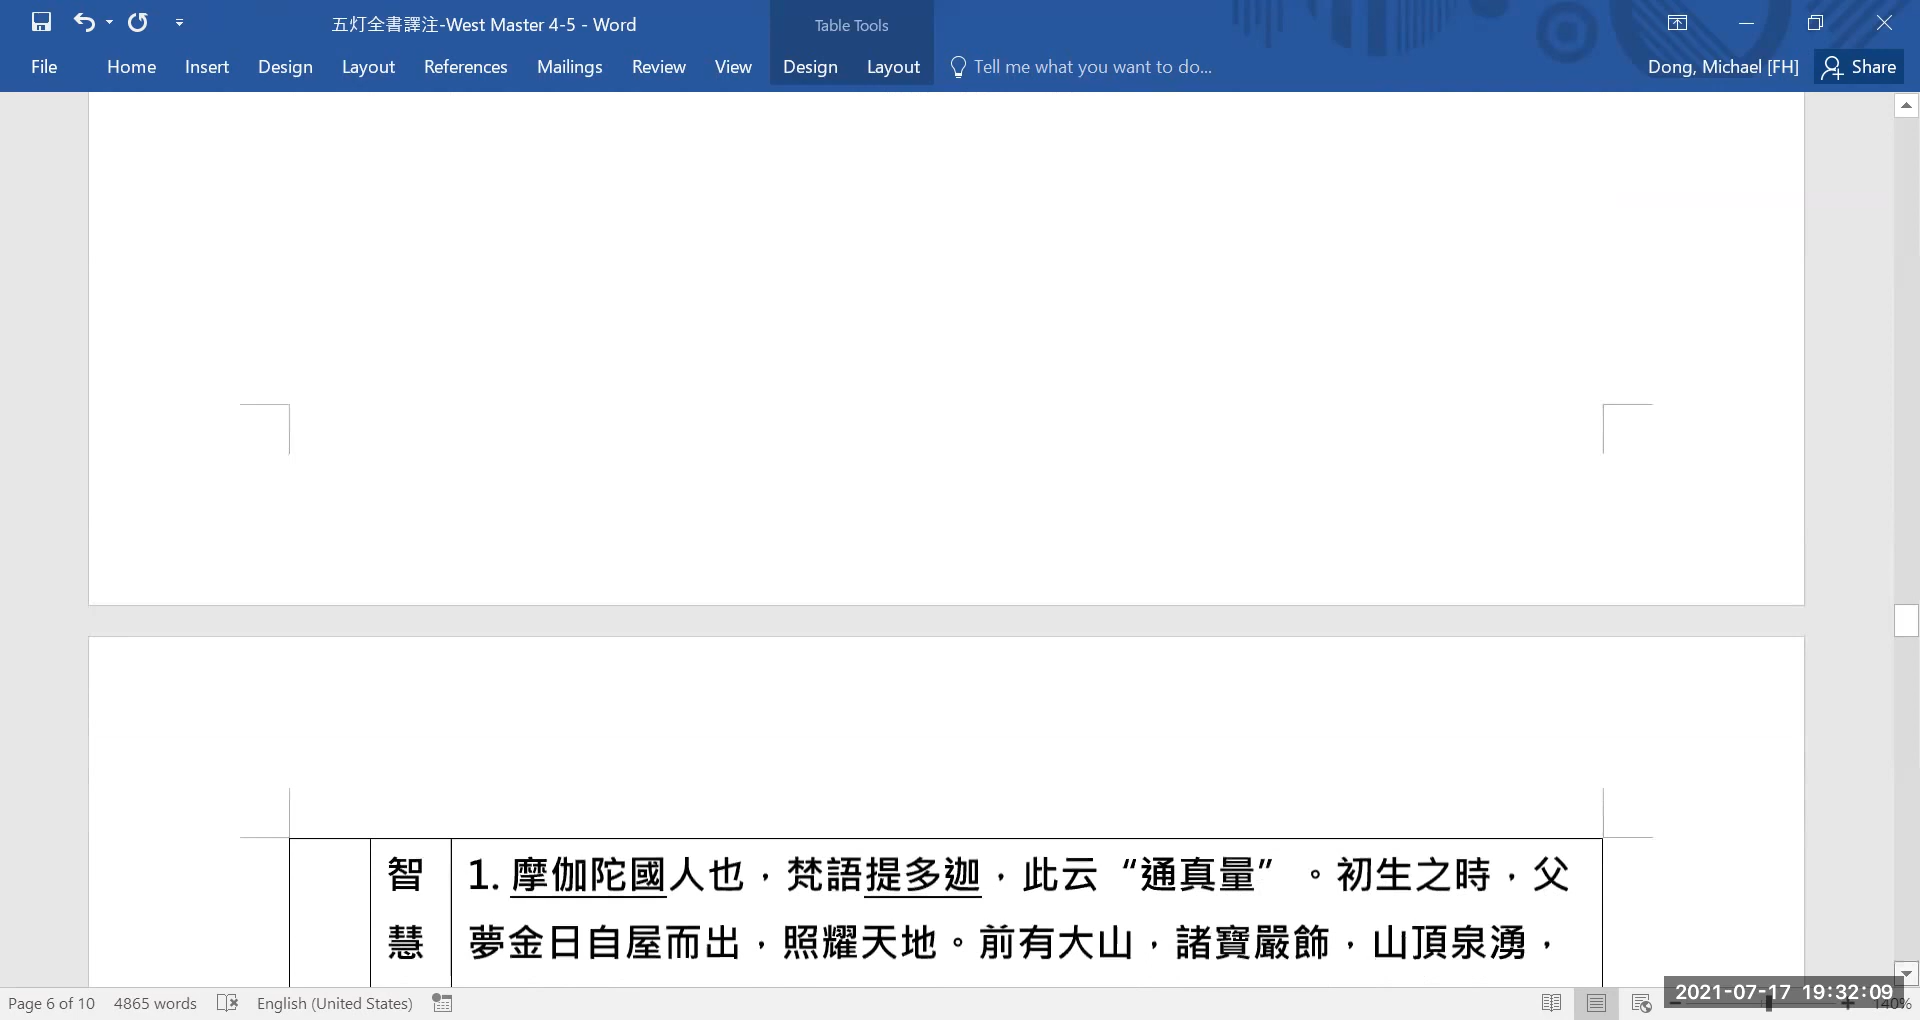 五灯全書譯注-West Master 4-5 - Word
Table Tools
File
Home
Insert
Design
Layout
References
Mailings
Review
View
Design
Layout
Tell me what you want to do...
Dong, Michael [FH]
Share
智
慧
1. 摩伽陀國人也，梵語提多迦，此云“通真量”。初生之時，父
夢金日自屋而出，照耀天地。前有大山，諸寶嚴飾，山頂泉湧，
Page 6 of 10
4865 words
English (United States)
2021-07-17 19:32:09
140%